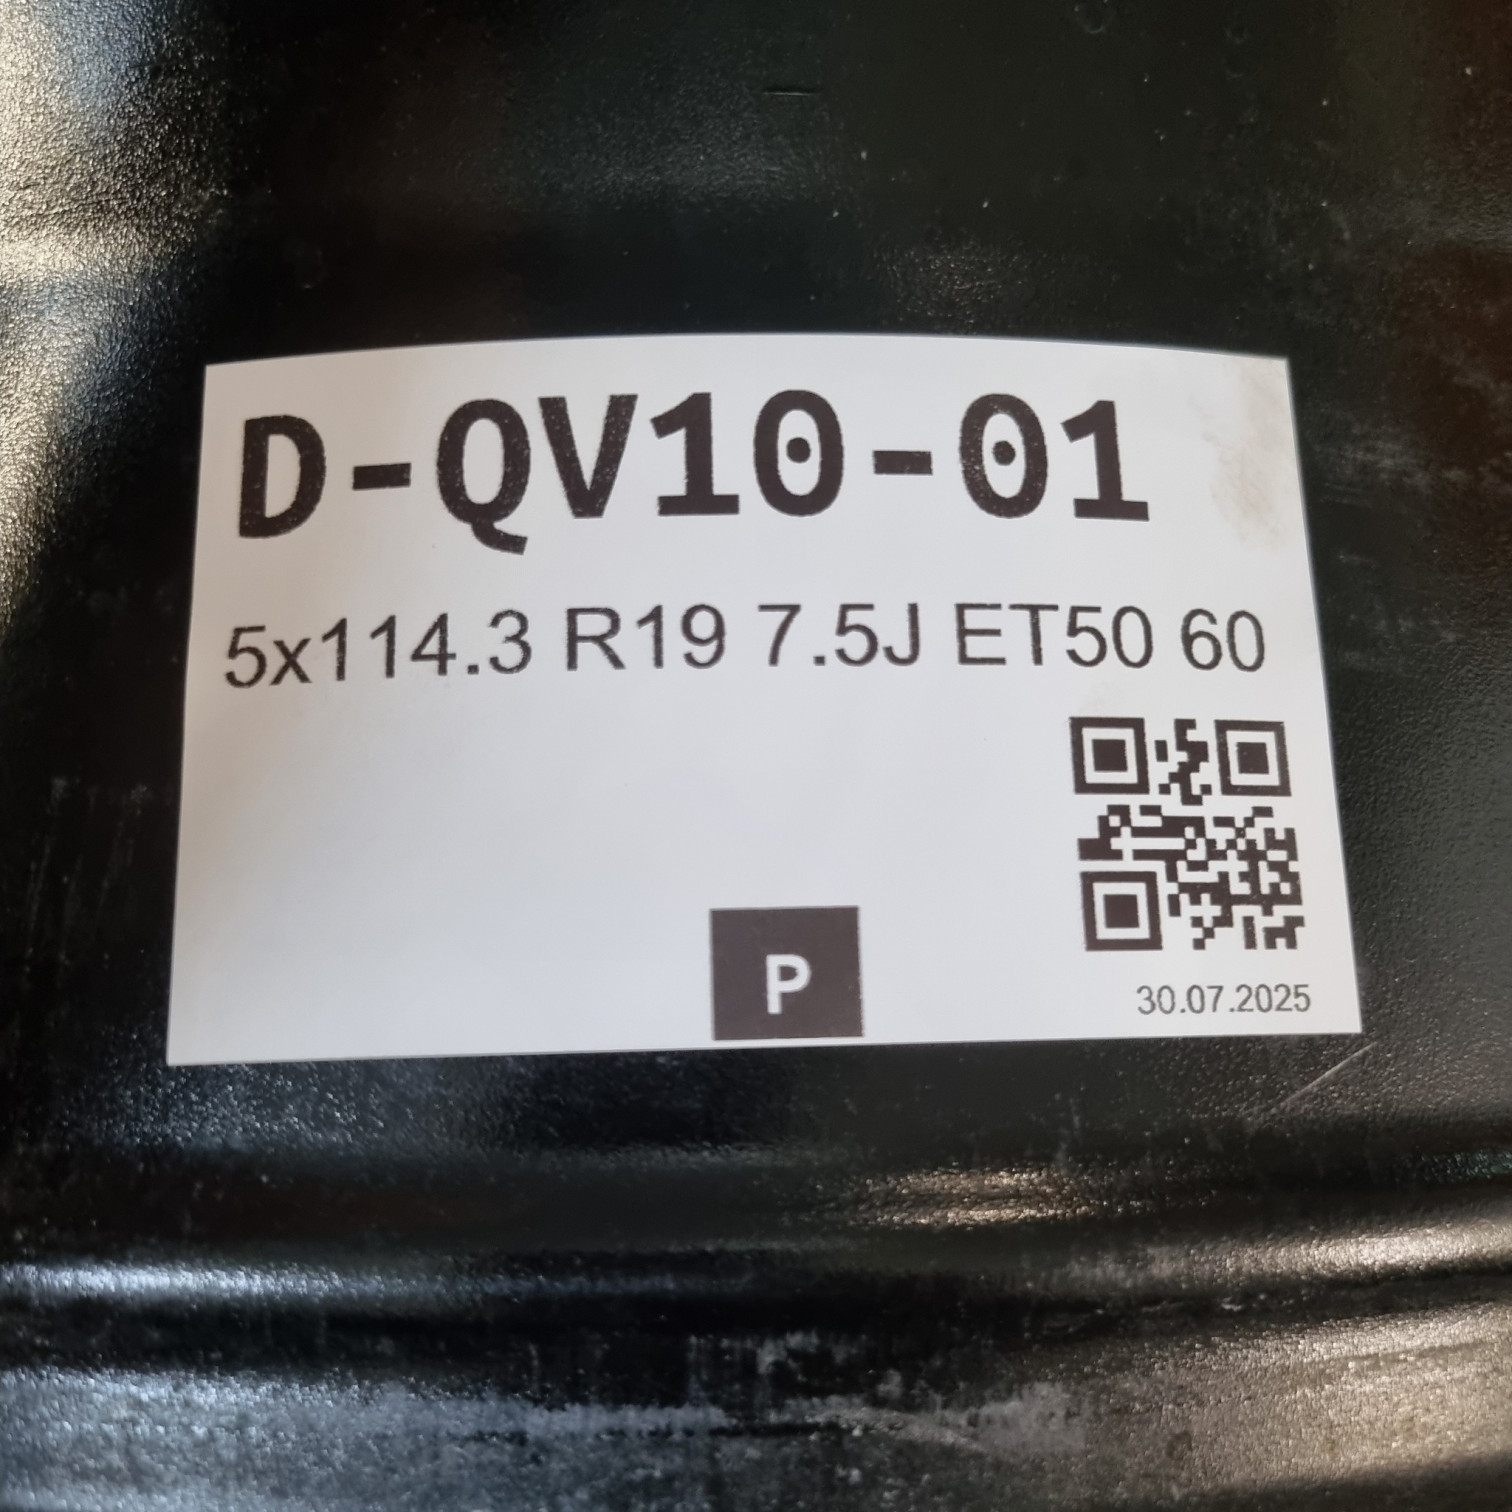 D-QV10-01
5x114.3 R19 7.5J ET50 60
P
30.07.2025